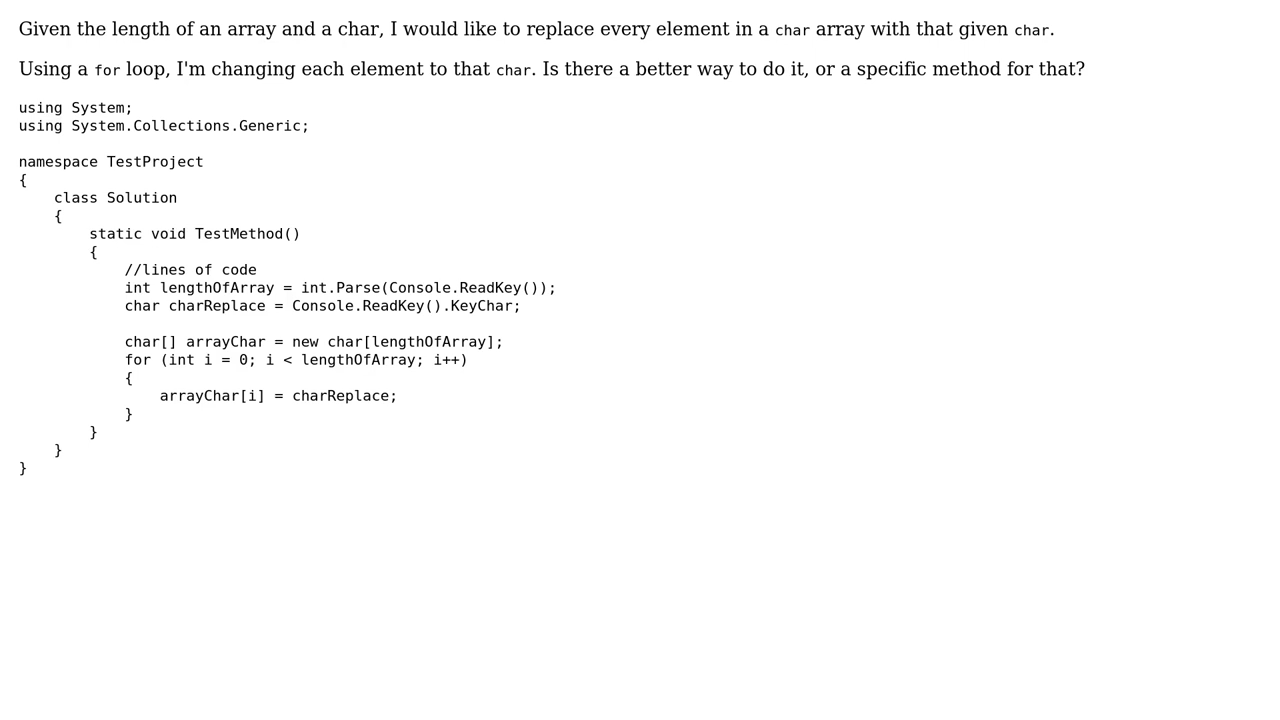 Given the length of an array and a char, I would like to replace every element in a char array with that given char.
Using a for loop, I'm changing each element to that char. Is there a better way to do it, or a specific method for that?
using System;
using System.Collections.Generic;
namespace TestProject
{
    class Solution
    {
        static void TestMethod()
        {
            //lines of code
            int lengthOfArray = int.Parse(Console.ReadKey());
            char charReplace = Console.ReadKey().KeyChar;
            char[] arrayChar = new char[lengthOfArray];
            for (int i = 0; i < lengthOfArray; i++)
            {
                arrayChar[i] = charReplace;
            }
        }
    }
}